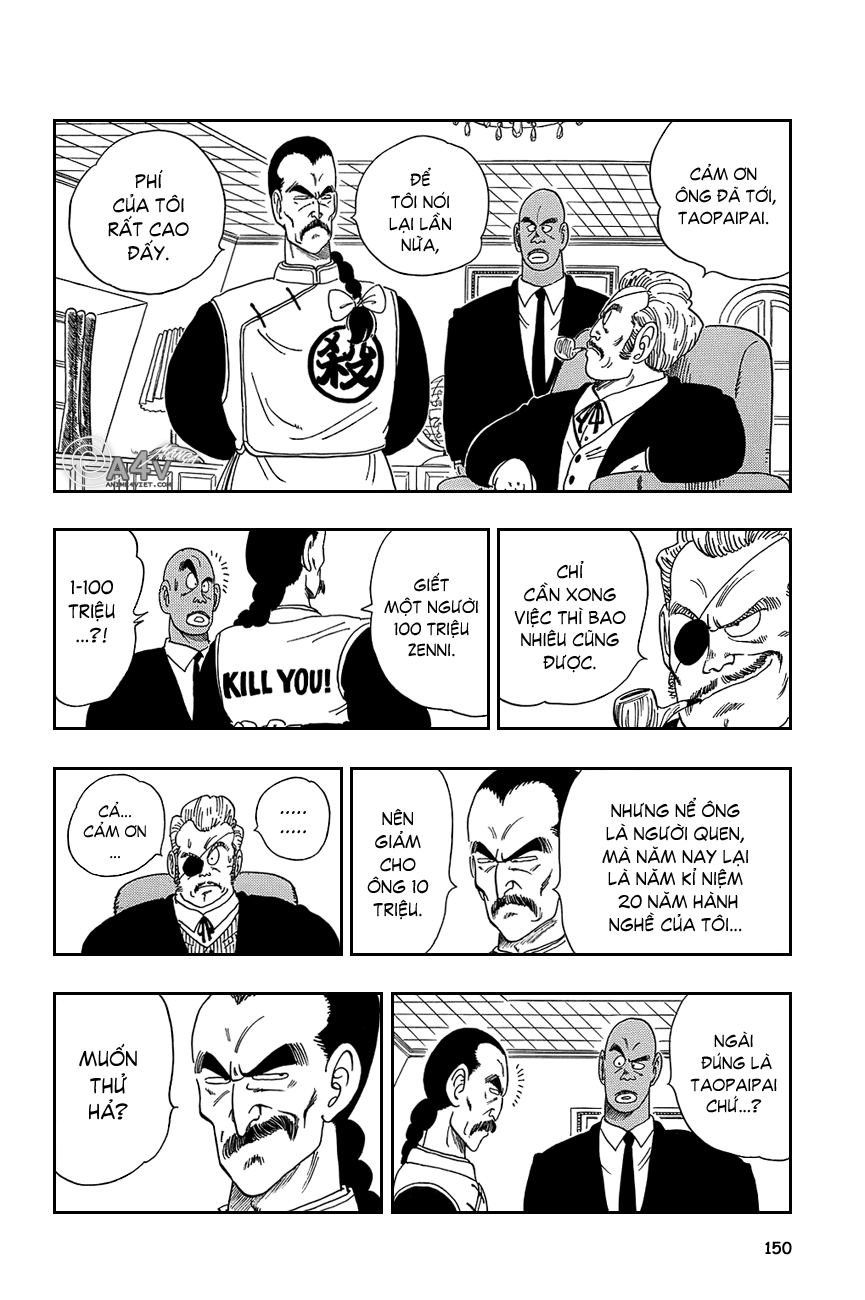 CẢM ƠN
ÔNG ĐÃ TỚI,
TAOPAIPAI.
ĐỂ
TÔI NÓI
LẠI LẦN
NỮA,
PHÍ
CỦA TÔI
RẤT CAO
ĐẤY.
殺
A4V
ANIME4VIET.COM
CHỈ
CẦN XONG
VIỆC THÌ BAO
NHIÊU CŨNG
ĐƯỢC.
GIẾT
MỘT NGƯỜI
100 TRIỆU
ZENNI.
KILL YOU!
1-100
TRIỆU
...?!
NHƯNG NỂ ÔNG
LÀ NGƯỜI QUEN,
MÀ NĂM NAY LẠI
LÀ NĂM KỈ NIỆM
20 NĂM HÀNH
NGHỀ CỦA TÔI...
NÊN
GIẢM
CHO
ÔNG 10
TRIỆU.
.....
.....
CẢ...
CẢM ƠN
...
NGÀI
ĐÚNG LÀ
TAOPAIPAI
CHỨ...?
MUỐN
THỬ
HẢ?
150